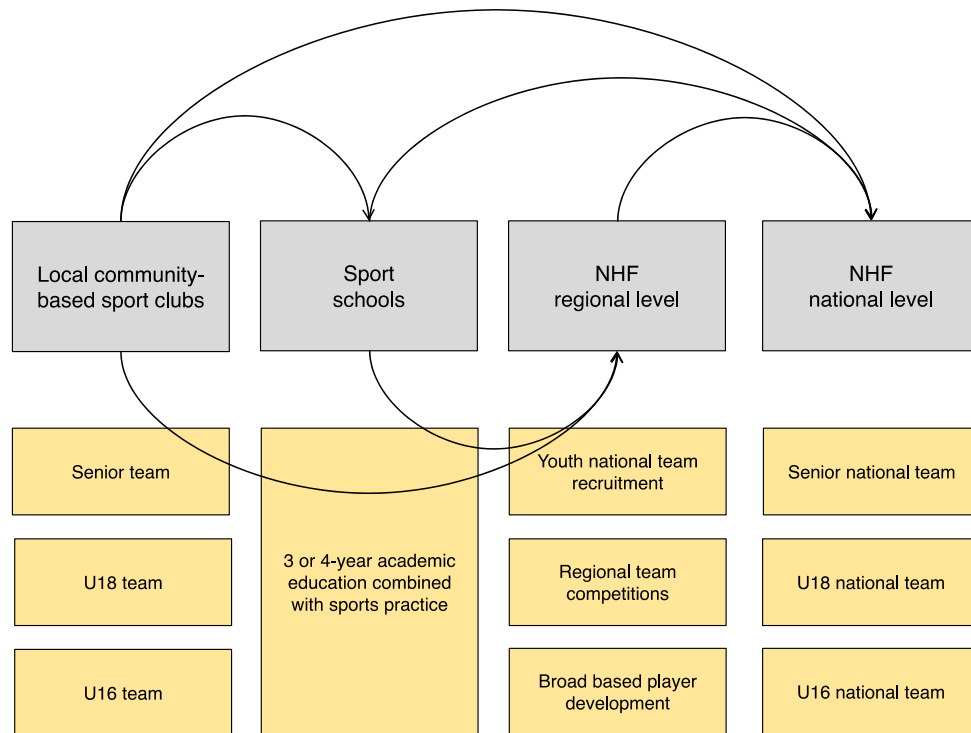 Local community-
based sport clubs
Sport
schools
NHF
regional level
NHF
national level
Senior team
U18 team
U16 team
3 or 4-year academic
education combined
with sports practice
Youth national team
recruitment
Regional team
competitions
Broad based player
development
Senior national team
U18 national team
U16 national team